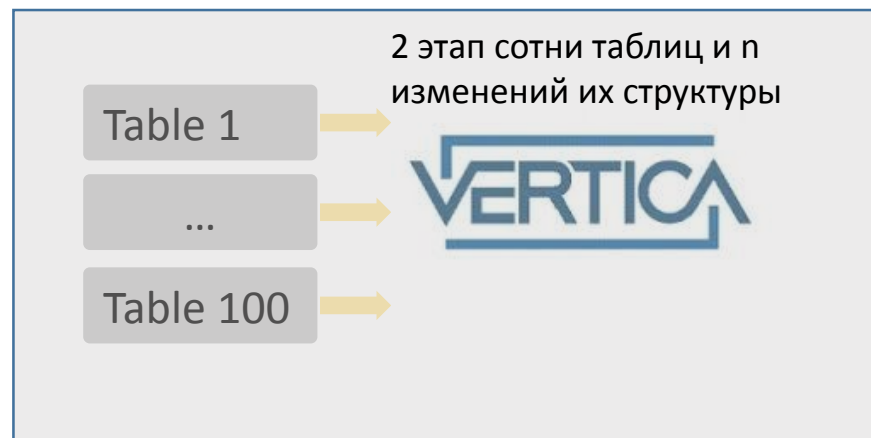 2 этап сотни таблиц и n
изменений их структуры
Table 1
VERTICA
...
Table 100